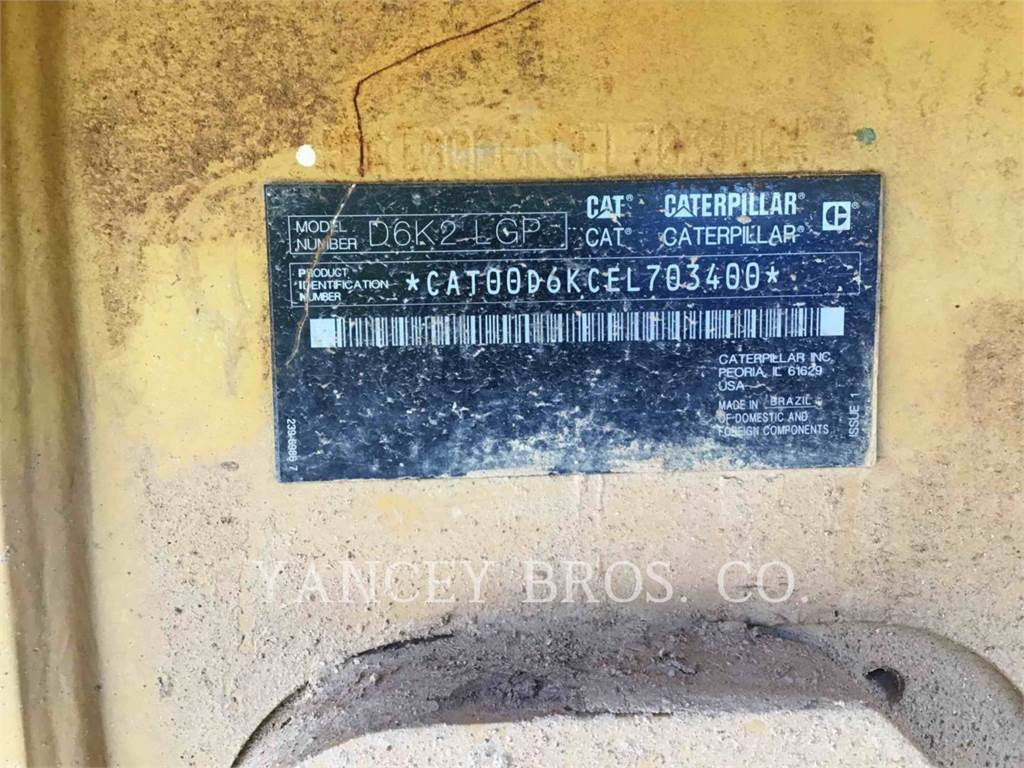 CAT® CATERPILLAR®
MODEL NUMBER D6K2 LGP
CAT® CATERPILLAR®
PRODUCT IDENTIFICATION NUMBER *CAT00D6KCEL703400*
CATERPILLAR INC.
PEORIA, IL 61629
USA
MADE IN BRAZIL
OF DOMESTIC AND
FOREIGN COMPONENTS
ISSUE 1
YANCEY BROS. CO.